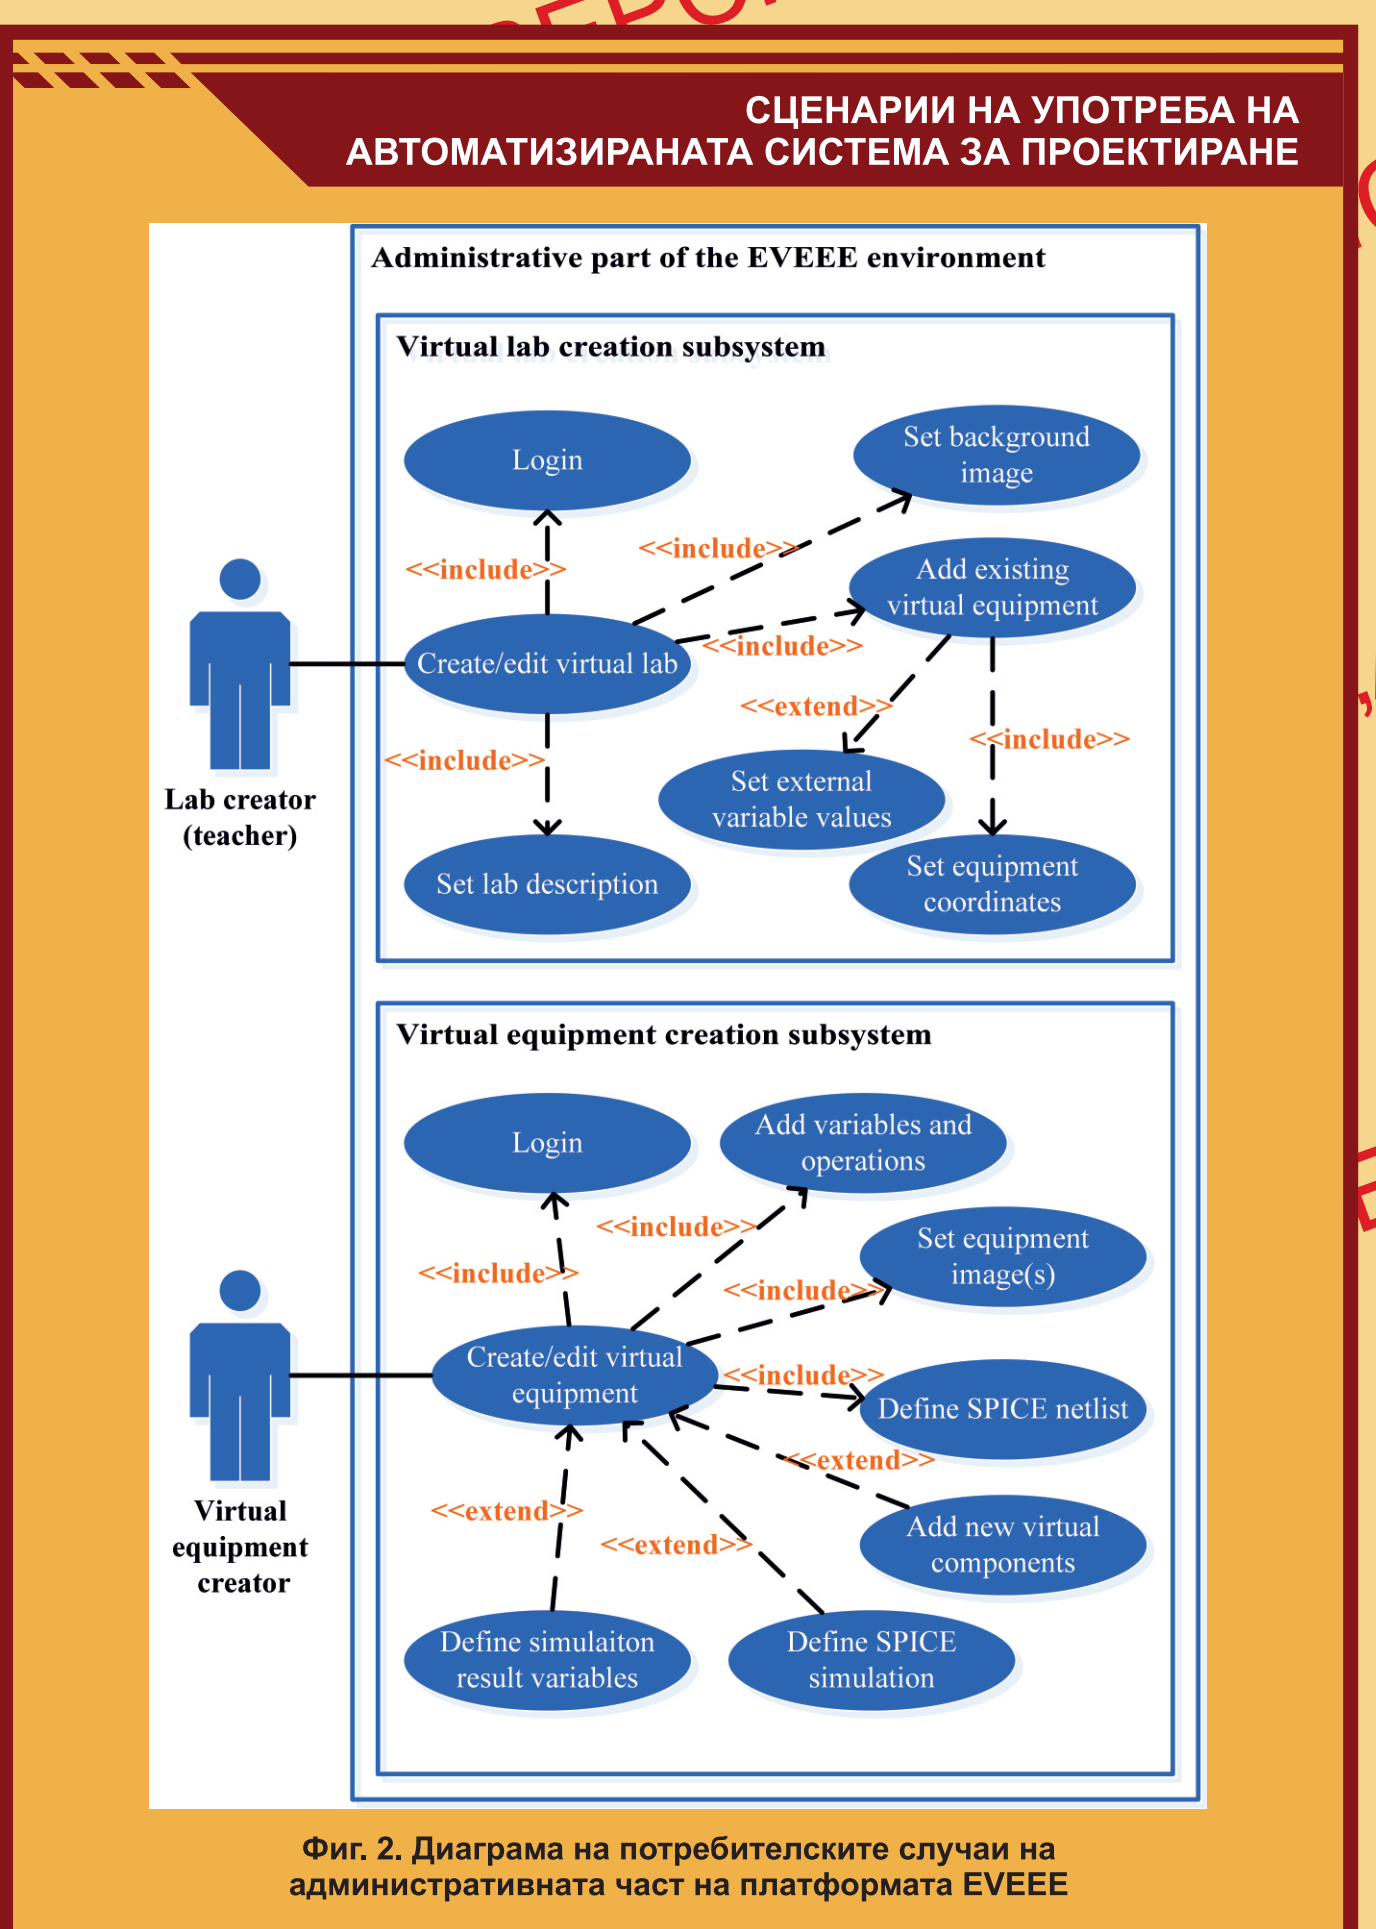 СЦЕНАРИИ НА УПОТРЕБА НА
АВТОМАТИЗИРАНАТА СИСТЕМА ЗА ПРОЕКТИРАНЕ
Administrative part of the EVEEE environment
Virtual lab creation subsystem
Login
Set background
image
<<include>>
<<include>>
Add existing
virtual equipment
<<include>>
Create/edit virtual lab
<<extend>>
<<include>>
<<include>>
Lab creator
(teacher)
Set external
variable values
Set lab description
Set equipment
coordinates
Virtual equipment creation subsystem
Login
Add variables and
operations
<<include>>
<<include>>
Set equipment
image(s)
<<include>>
Create/edit virtual
equipment
<<include>>
Define SPICE netlist
<<extend>>
<<extend>>
<<extend>>
Add new virtual
components
Virtual
equipment
creator
Define simulaiton
result variables
Define SPICE
simulation
Фиг. 2. Диаграма на потребителските случаи на
административната част на платформата EVEEE